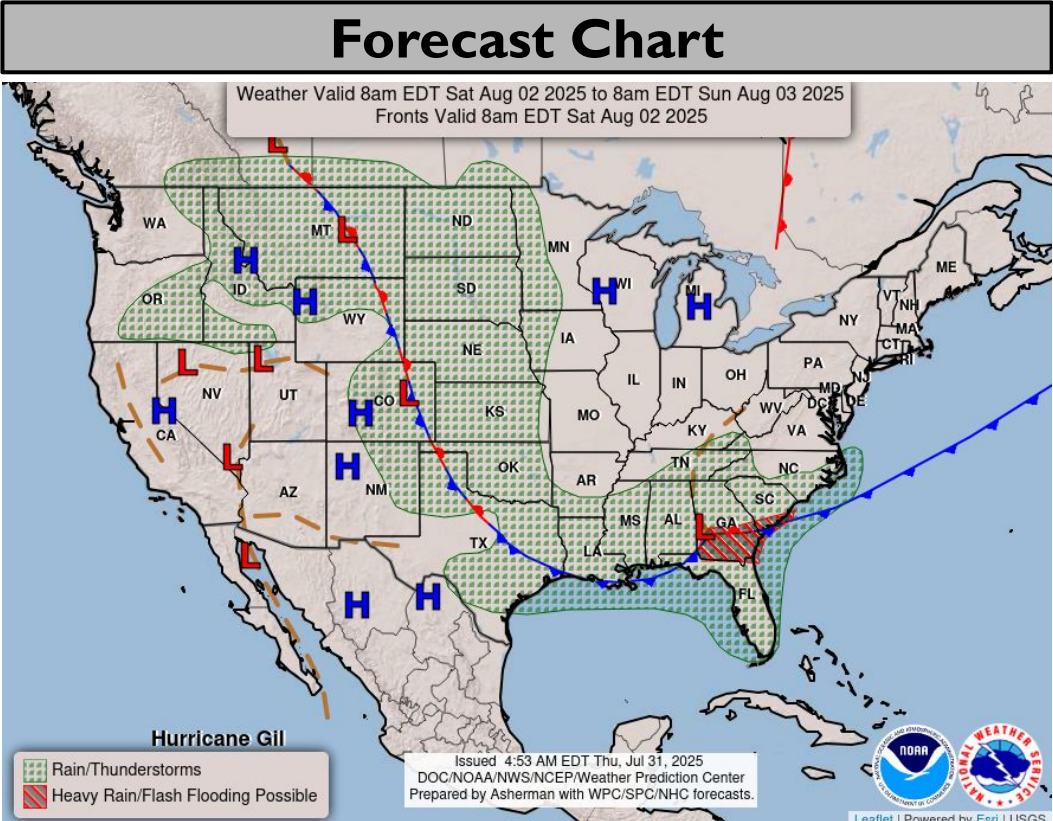 Forecast Chart
Weather Valid 8am EDT Sat Aug 02 2025 to 8am EDT Sun Aug 03 2025
Fronts Valid 8am EDT Sat Aug 02 2025
L
WA
MT
L
ND
MN
ME
H
ID
OR
H
WY
SD
H
WI
MI
H
VT
NH
NY
MA
CT
RI
L
L
NV
UT
NE
IA
PA
NJ
OH
IL
IN
MD
DE
DC
H
CA
H
CO
L
KS
MO
WV
VA
KY
L
H
NM
AZ
OK
AR
TN
NC
SC
TX
LA
MS
AL
L
GA
L
H
H
FL
Hurricane Gil
Rain/Thunderstorms
Heavy Rain/Flash Flooding Possible
Issued 4:53 AM EDT Thu, Jul 31, 2025
DOC/NOAA/NWS/NCEP/Weather Prediction Center
Prepared by Asherman with WPC/SPC/NHC forecasts.
NOAA
NATIONAL WEATHER SERVICE
Leaflet | Powered by Esri | USGS